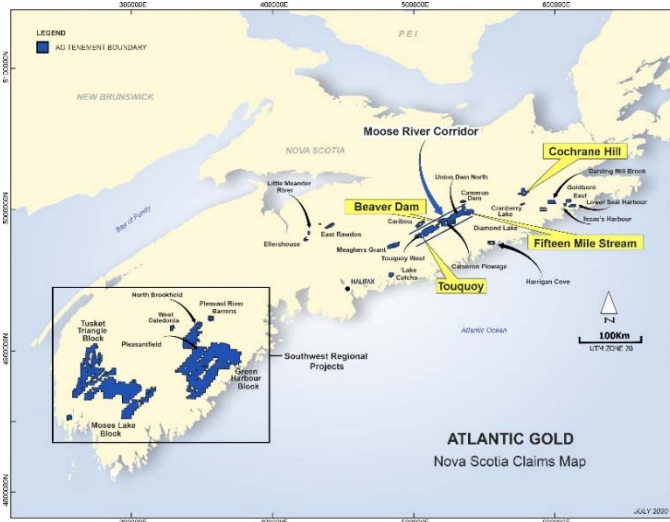 300000E 400000E 500000E 600000E
LEGEND
AG TENEMENT BOUNDARY
PEI
5100000N
NEW BRUNSWICK
NOVA SCOTIA
Moose River Corridor
Cochrane Hill
Little Meander
River
Union Dam North
Cameron
Dam
Darling Mill Brook
Goldboro
East
Lower Seal Harbour
Cranberry
Lake
Issac's Harbour
Beaver Dam
Caribou
Diamond Lake
Fifteen Mile Stream
5000000N
Bay of Fundy
Ellershouse
East Rawdon
Meaghers Grant
Touquoy West
Cameron Flowage
Lake
Catcha
Touquoy
Harrigan Cove
HALIFAX
North Brookfield
Pleasant River
Barrens
West
Caledonia
Tusket
Triangle
Block
Pleasantfield
Atlantic Ocean
N
100Km
UTM ZONE 20
Southwest Regional
Projects
Green
Harbour
Block
Moses Lake
Block
ATLANTIC GOLD
Nova Scotia Claims Map
JULY 2020